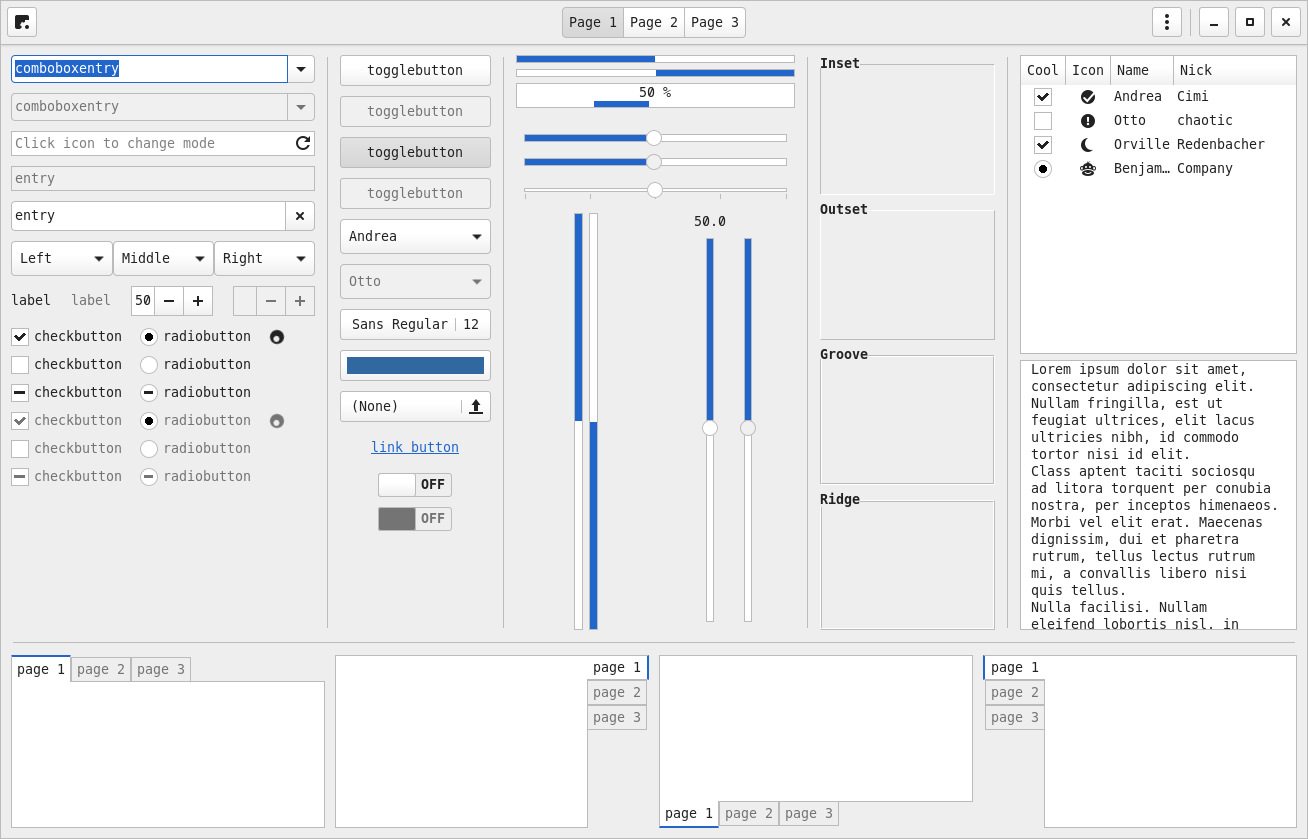 Page 1 Page 2 Page 3
comboboxentry
comboboxentry
Click icon to change mode
entry
entry
Left Middle Right
label label 50
checkbutton radiobutton
checkbutton radiobutton
checkbutton radiobutton
checkbutton radiobutton
checkbutton radiobutton
checkbutton radiobutton
togglebutton
togglebutton
togglebutton
togglebutton
Andrea
Otto
Sans Regular 12
(None)
link button
OFF
OFF
50 %
50.0
Inset
Outset
Groove
Ridge
Cool Icon Name Nick
Andrea Cimi
Otto chaotic
Orville Redenbacher
Benjam… Company
Lorem ipsum dolor sit amet,
consectetur adipiscing elit.
Nullam fringilla, est ut
feugiat ultrices, elit lacus
ultricies nibh, id commodo
tortor nisi id elit.
Class aptent taciti sociosqu
ad litora torquent per conubia
nostra, per inceptos himenaeos.
Morbi vel elit erat. Maecenas
dignissim, dui et pharetra
rutrum, tellus lectus rutrum
mi, a convallis libero nisi
quis tellus.
Nulla facilisi. Nullam
eleifend lobortis nisl, in
page 1 page 2 page 3
page 1
page 2
page 3
page 1 page 2 page 3
page 1
page 2
page 3